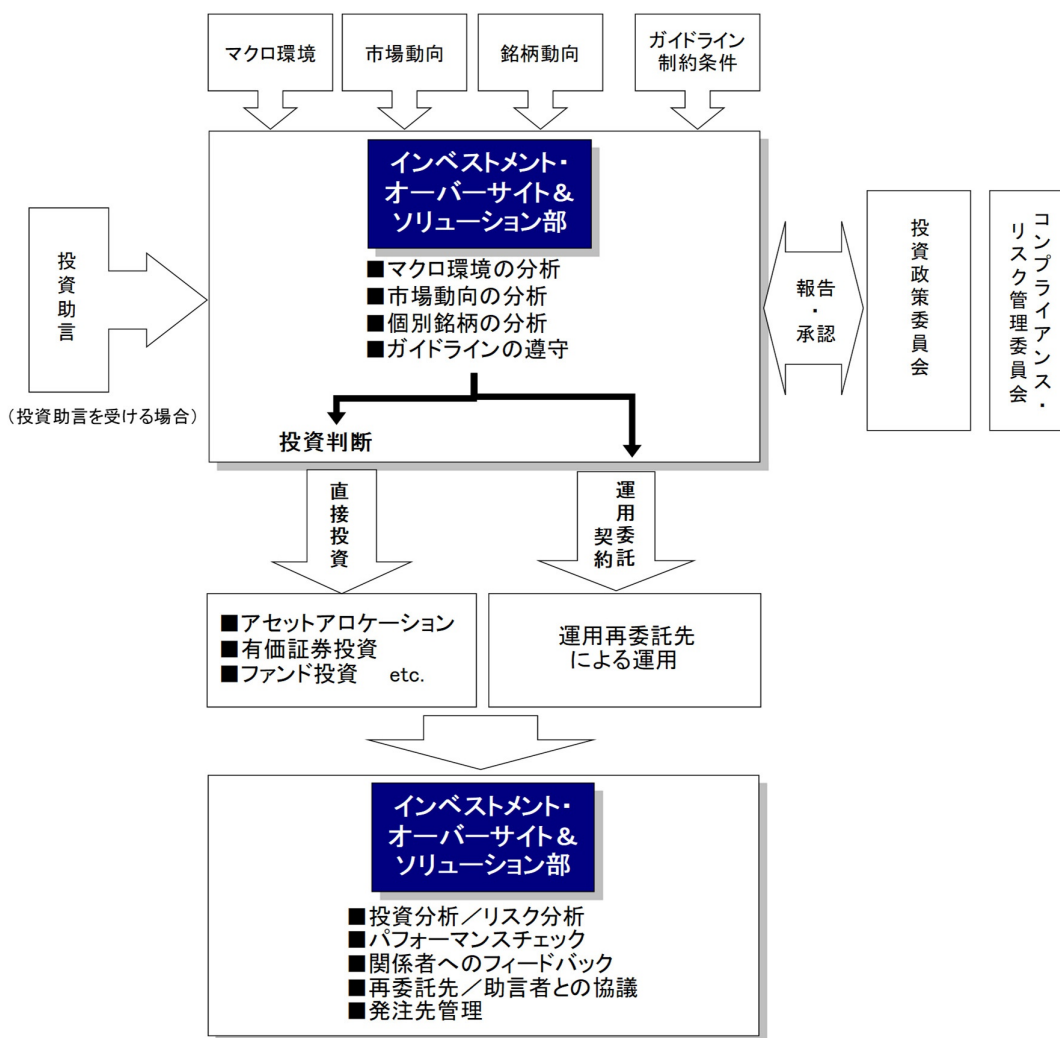 マクロ環境
市場動向
銘柄動向
ガイドライン
制約条件
インベストメント・
オーバーサイト&
ソリューション部
■マクロ環境の分析
■市場動向の分析
■個別銘柄の分析
■ガイドラインの遵守
投資助言
(投資助言を受ける場合)
報告
・
承認
投資政策委員会
コンプライアンス・
リスク管理委員会
投資判断
直接投資
運用委託
契約
■アセットアロケーション
■有価証券投資
■ファンド投資 etc.
運用再委託先
による運用
インベストメント・
オーバーサイト&
ソリューション部
■投資分析/リスク分析
■パフォーマンスチェック
■関係者へのフィードバック
■再委託先/助言者との協議
■発注先管理